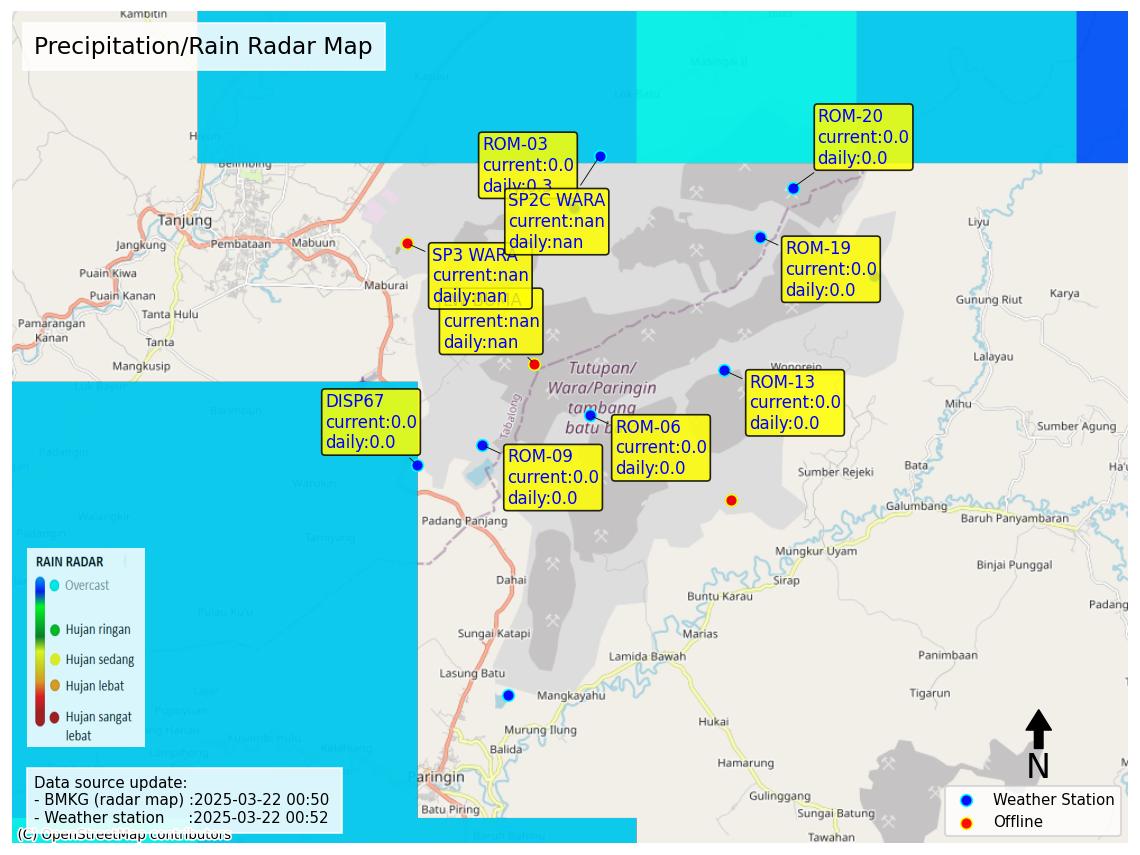 Kambitin
Precipitation/Rain Radar Map
ROM-20
current:0.0
daily:0.0
ROM-03
current:0.0
daily:0.3
Belimbing
SP2C WARA
current:nan
daily:nan
Tanjung
Liyu
Jangkung
Pembataan
Mabuun
ROM-19
current:0.0
daily:0.0
SP3 WARA
current:nan
daily:nan
Puain Kiwa
Maburai
Puain Kanan
Gunung Riut
Karya
current:nan
daily:nan
Tanta Hulu
Pamarangan
Kanan
Tanta
Lalayau
Mangkusip
Wonorejo
Tutupan/
Wara/Paringin
tambang
batu b
Tabalong
ROM-13
current:0.0
daily:0.0
DISP67
current:0.0
daily:0.0
Mihu
ROM-06
current:0.0
daily:0.0
Sumber Agung
ROM-09
current:0.0
daily:0.0
Bata
Sumber Rejeki
Ha'u
Galumbang
Padang Panjang
Baruh Panyambaran
Mungkur Uyam
Binjai Punggal
Dahai
Sirap
Buntu Karau
Padang
Sungai Katapi
Marias
Lamida Bawah
Panimbaan
Lasung Batu
Tigarun
Mangkayahu
Hukai
Murung Ilung
Balida
Hamarung
Paringin
Gulinggang
Batu Piring
Sungai Batung
Tawahan
RAIN RADAR
Overcast
Hujan ringan
Hujan sedang
Hujan lebat
Hujan sangat
lebat
Data source update:
- BMKG (radar map) :2025-03-22 00:50
- Weather station :2025-03-22 00:52
(C) OpenStreetMap contributors
N
Weather Station
Offline